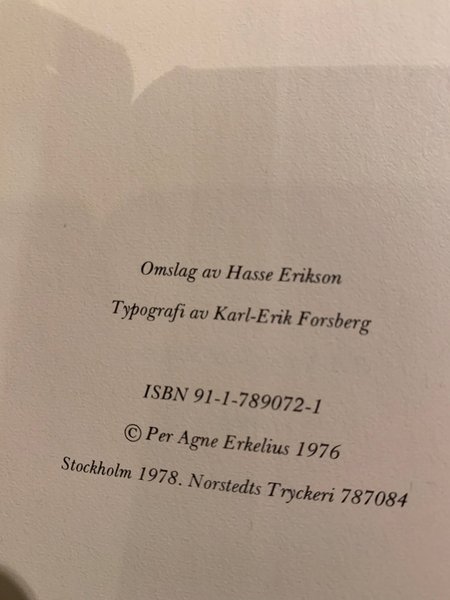 Omslag av Hasse Erikson
Typografi av Karl-Erik Forsberg
ISBN 91-1-789072-1
© Per Agne Erkelius 1976
Stockholm 1978. Norstedts Tryckeri 787084